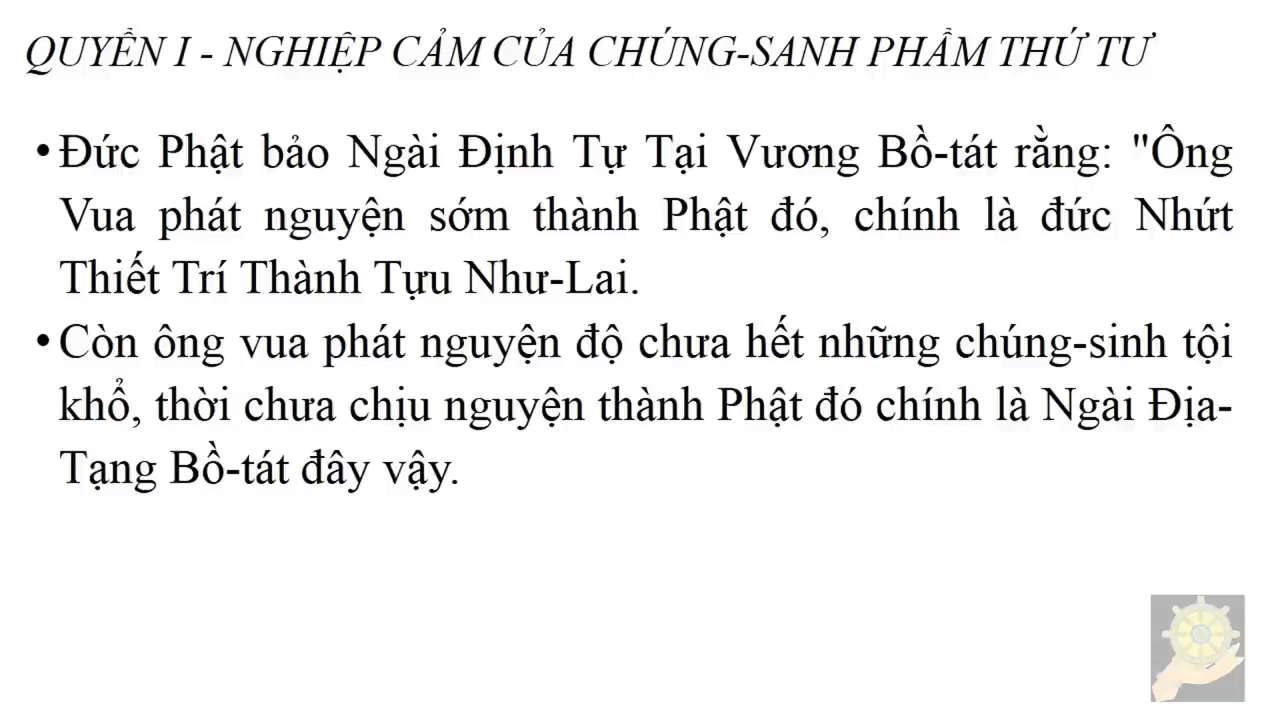 QUYỂN I - NGHIỆP CẢM CỦA CHÚNG-SANH PHẨM THỨ TƯ
•Đức Phật bảo Ngài Định Tự Tại Vương Bồ-tát rằng: "Ông
Vua phát nguyện sớm thành Phật đó, chính là đức Nhứt
Thiết Trí Thành Tựu Như-Lai.
•Còn ông vua phát nguyện độ chưa hết những chúng-sinh tội
khổ, thời chưa chịu nguyện thành Phật đó chính là Ngài Địa-
Tạng Bồ-tát đây vậy.